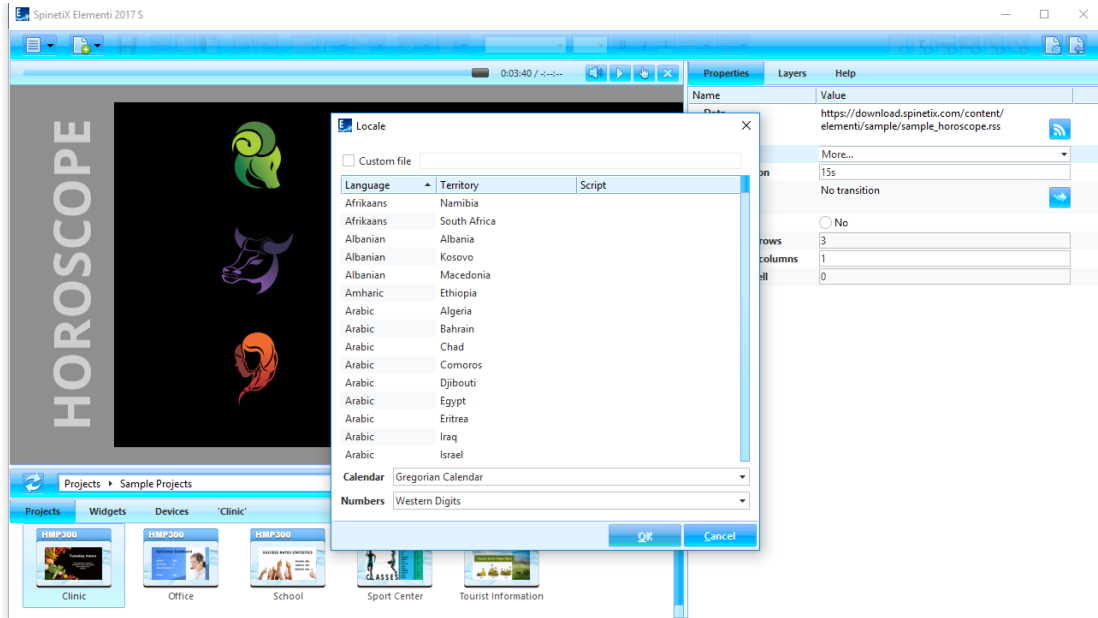 SpinetiX Elementi 2017 S
0:03:40 / -:--:--
Properties Layers Help
Name Value
https://download.spinetix.com/content/
elementi/sample/sample_horoscope.rss
More...
15s
No transition
No
rows 3
columns 1
0
HOROSCOPE
Locale
Custom file
Language Territory Script
Afrikaans Namibia
Afrikaans South Africa
Albanian Albania
Albanian Kosovo
Albanian Macedonia
Amharic Ethiopia
Arabic Algeria
Arabic Bahrain
Arabic Chad
Arabic Comoros
Arabic Djibouti
Arabic Egypt
Arabic Eritrea
Arabic Iraq
Arabic Israel
Calendar Gregorian Calendar
Numbers Western Digits
OK Cancel
Projects Sample Projects
Projects Widgets Devices 'Clinic'
HMP300 HMP300 HMP300
CLASSES
Clinic Office School Sport Center Tourist Information